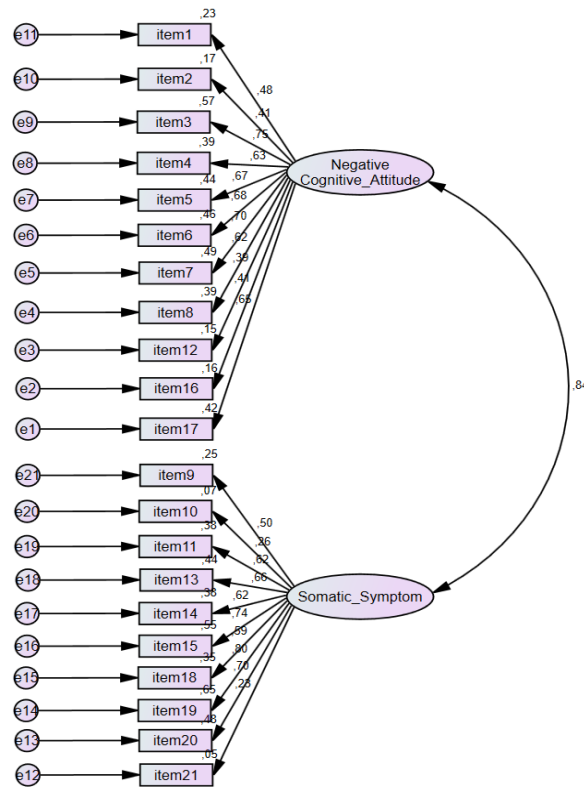 ,23
e11 item1
,48
,17
e10 item2
,41
,57
e9 item3
,75
,39
e8 item4
,63
Negative
Cognitive_Attitude
,44
,67
e7 item5
,68
,46
e6 item6
,70
,49
,62
e5 item7
,39
,39
e4 item8
,41
,15
,65
e3 item12
,16
e2 item16
,42
e1 item17
,84
,25
e21 item9
,07
e20 item10
,50
,38
e19 item11
,26
,44
,62
e18 item13
,66
,38
Somatic_Symptom
e17 item14
,62
,55
,74
e16 item15
,59
,35
,80
e15 item18
,70
,65
,23
e14 item19
,48
e13 item20
,05
e12 item21